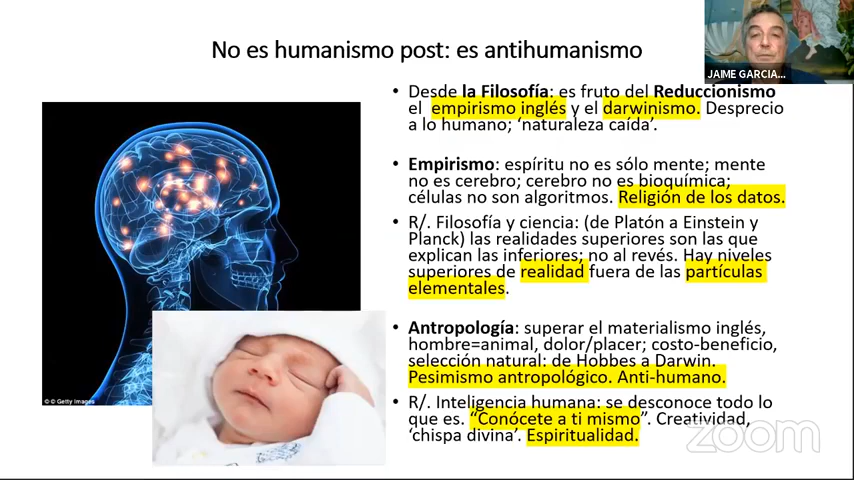 No es humanismo post: es antihumanismo
JAIME GARCIA...
• Desde la Filosofía: es fruto del Reduccionismo
el empirismo inglés y el darwinismo. Desprecio
a lo humano; 'naturaleza caída'.
• Empirismo: espíritu no es sólo mente; mente
no es cerebro; cerebro no es bioquímica;
células no son algoritmos. Religión de los datos.
• R/. Filosofía y ciencia: (de Platón a Einstein y
Planck) las realidades superiores son las que
explican las inferiores; no al revés. Hay niveles
superiores de realidad fuera de las partículas
elementales.
• Antropología: superar el materialismo inglés,
hombre=animal, dolor/placer; costo-beneficio,
selección natural: de Hobbes a Darwin.
Pesimismo antropológico. Anti-humano.
• R/. Inteligencia humana: se desconoce todo lo
que es. "Conócete a ti mismo". Creatividad,
'chispa divina'. Espiritualidad.
© Getty Images
zoom